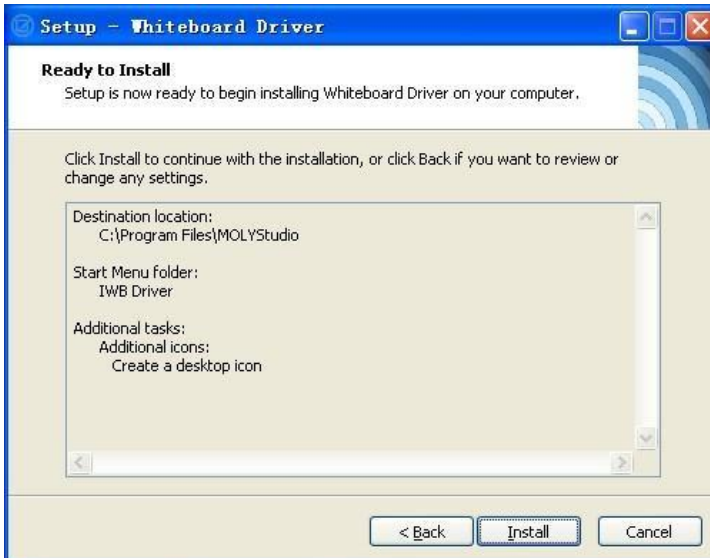 Setup - Whiteboard Driver
Ready to Install
Setup is now ready to begin installing Whiteboard Driver on your computer.
Click Install to continue with the installation, or click Back if you want to review or
change any settings.
Destination location:
C:\Program Files\MOLYStudio
Start Menu folder:
IWB Driver
Additional tasks:
Additional icons:
Create a desktop icon
< Back
Install
Cancel